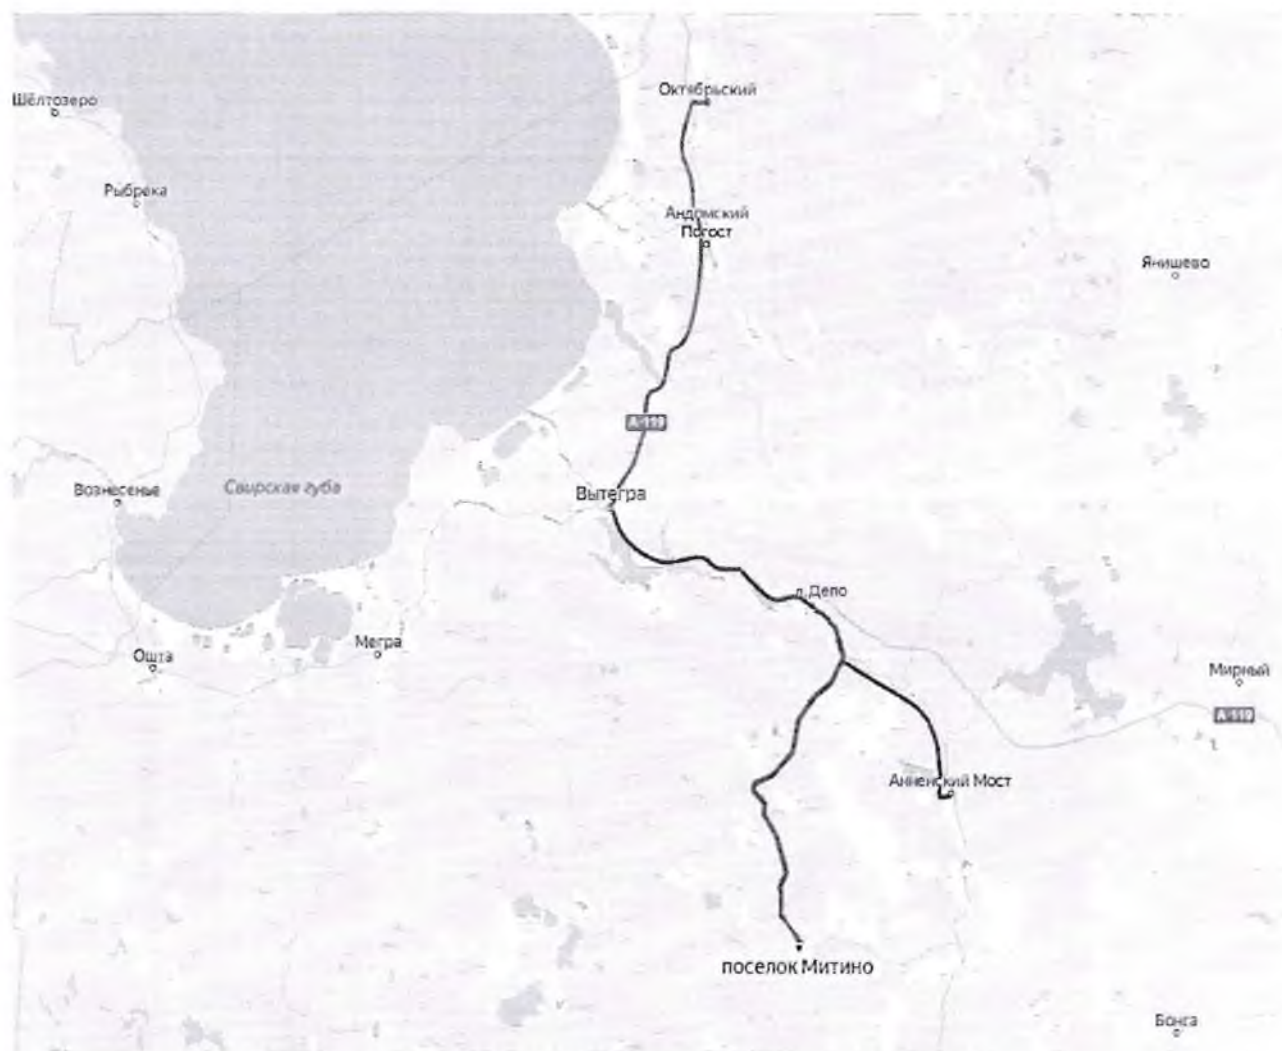 Октябрьский
Шёлтозеро
Рыбрека
Андомский
Погост
Янишево
А-119
Свирская губа
Вознесенье
Вытегра
п. Депо
Мегра
Ошта
Мирный
А-119
Анненский Мост
поселок Митино
Бонга